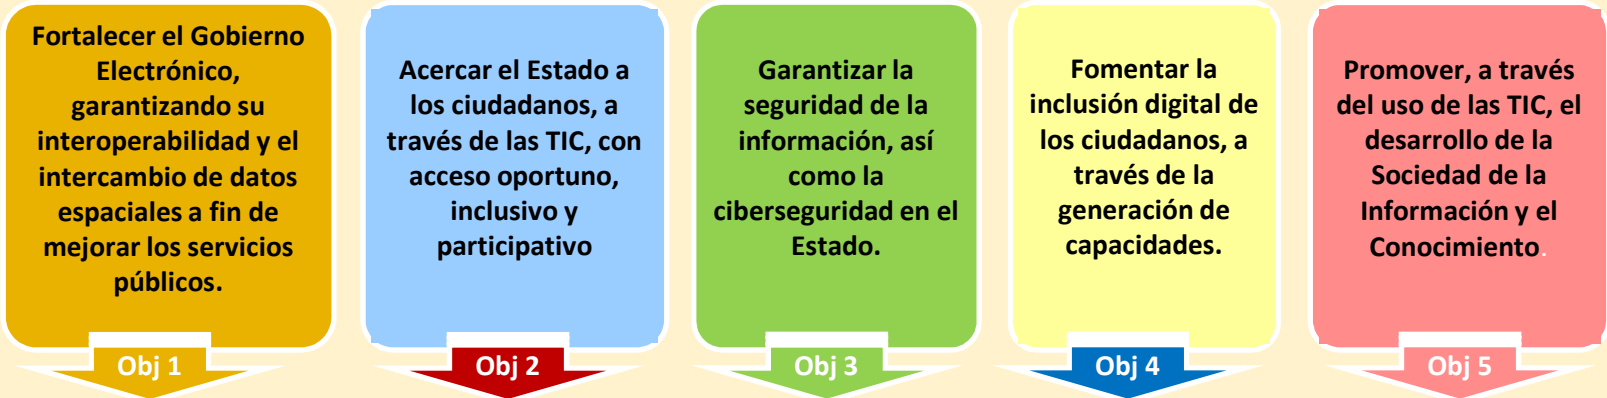 Fortalecer el Gobierno
Electrónico,
garantizando su
interoperabilidad y el
intercambio de datos
espaciales a fin de
mejorar los servicios
públicos.
Obj 1
Acercar el Estado a
los ciudadanos, a
través de las TIC, con
acceso oportuno,
inclusivo y
participativo
Obj 2
Garantizar la
seguridad de la
información, así
como la
ciberseguridad en el
Estado.
Obj 3
Fomentar la
inclusión digital de
los ciudadanos, a
través de la
generación de
capacidades.
Obj 4
Promover, a través
del uso de las TIC, el
desarrollo de la
Sociedad de la
Información y el
Conocimiento.
Obj 5